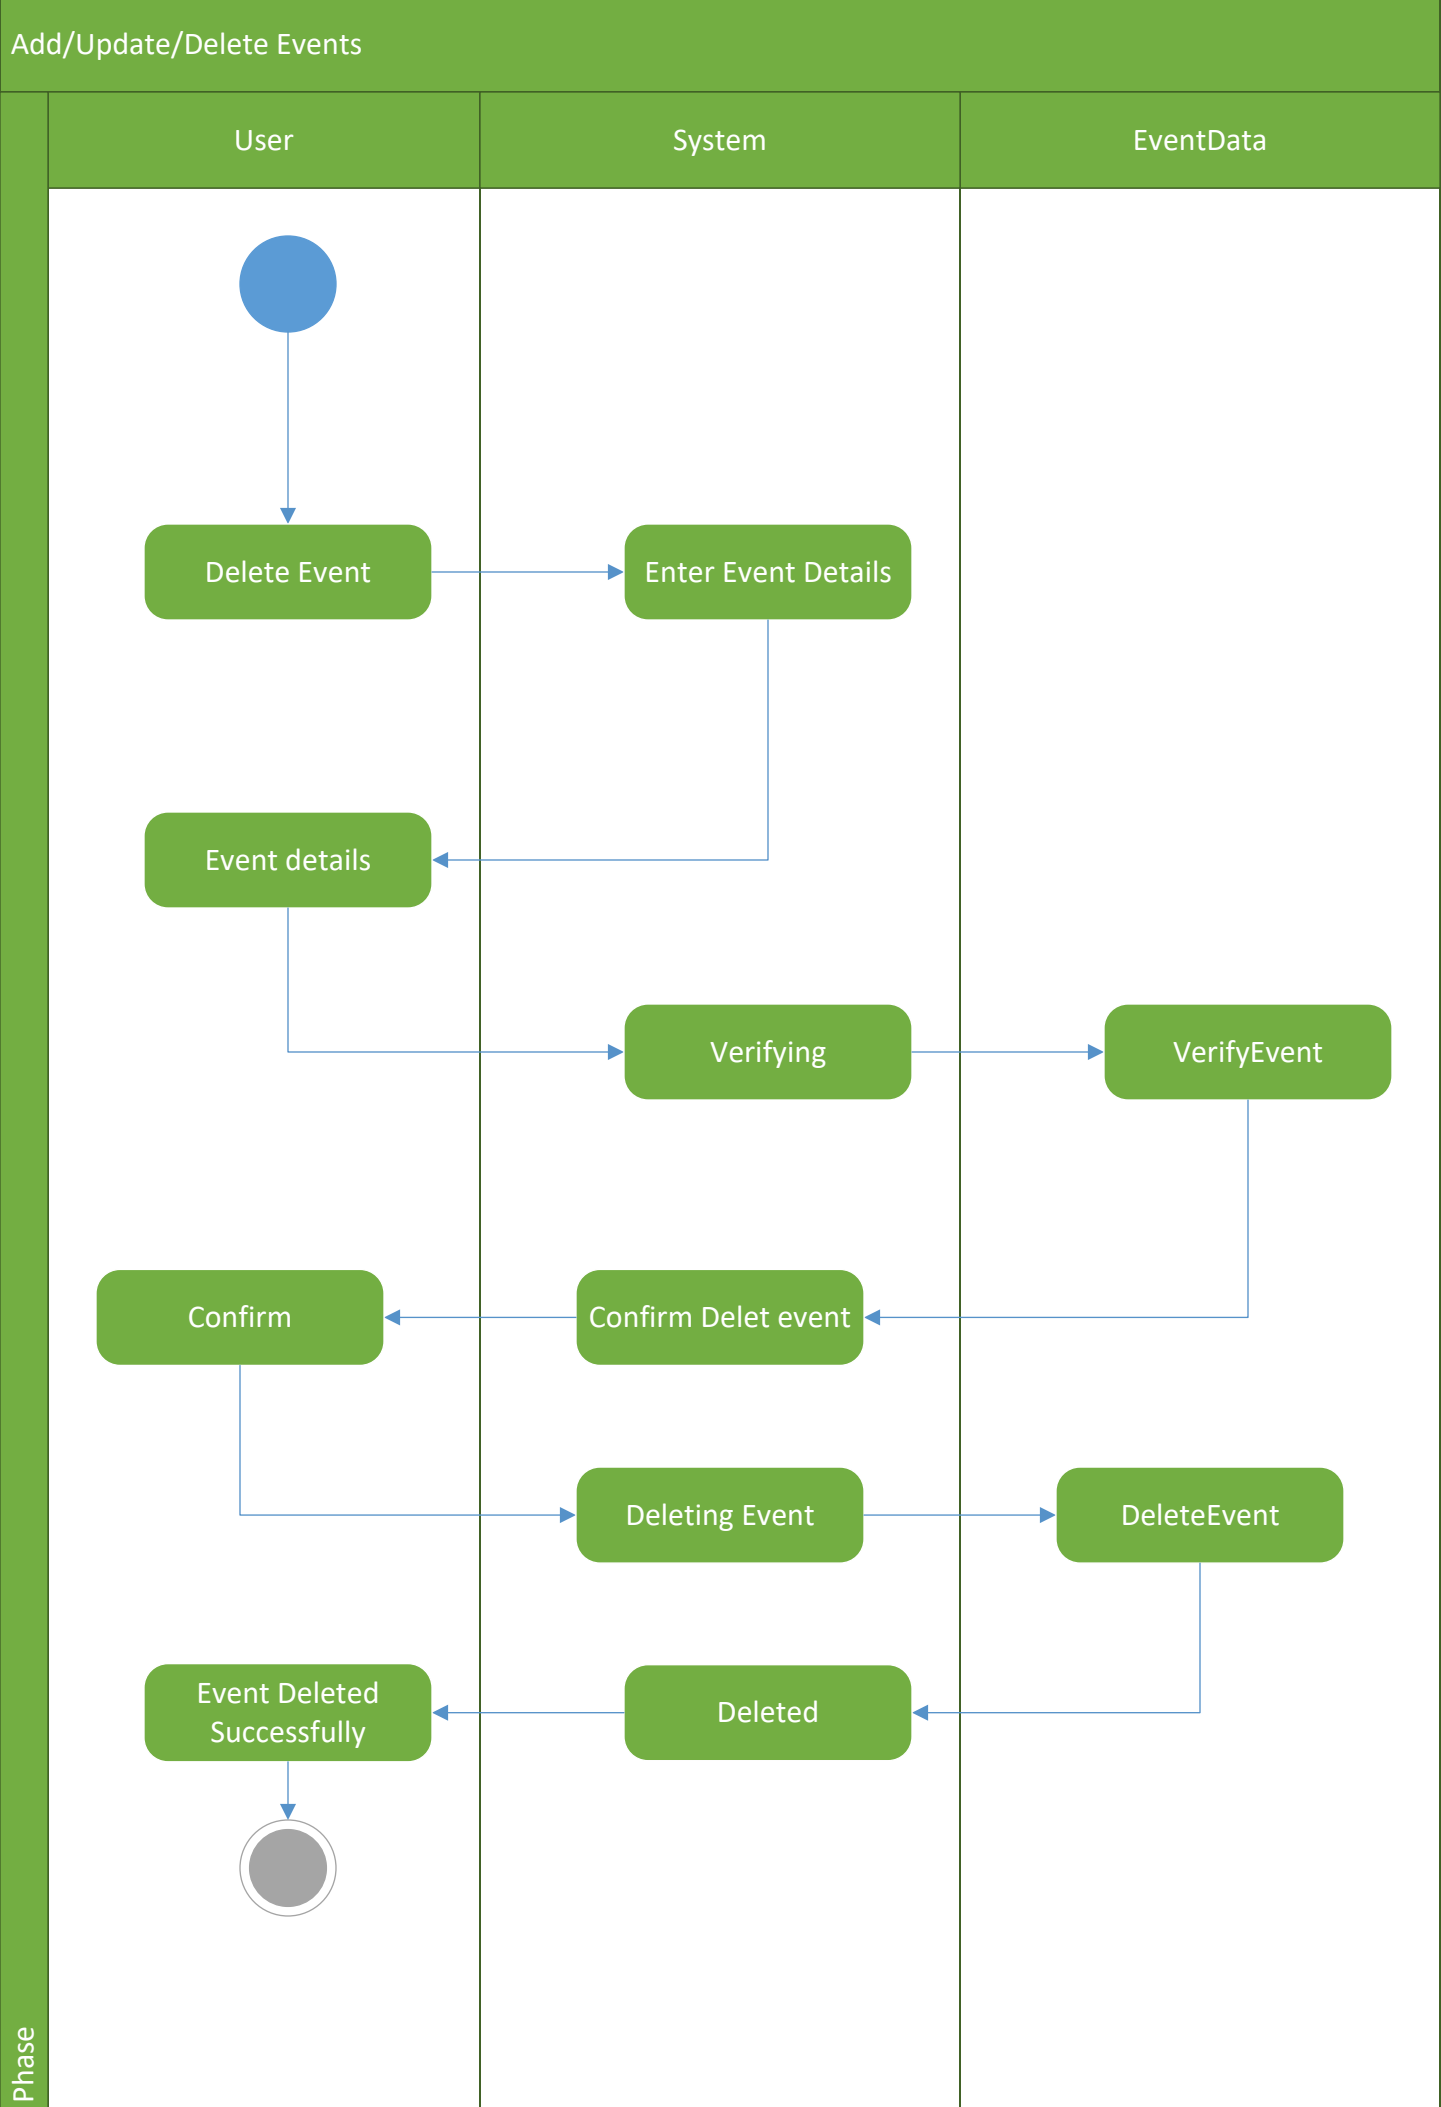 Add/Update/Delete Events
User
System
EventData
Delete Event
Enter Event Details
Event details
Verifying
VerifyEvent
Confirm
Confirm Delet event
Deleting Event
DeleteEvent
Event Deleted
Successfully
Deleted
Phase